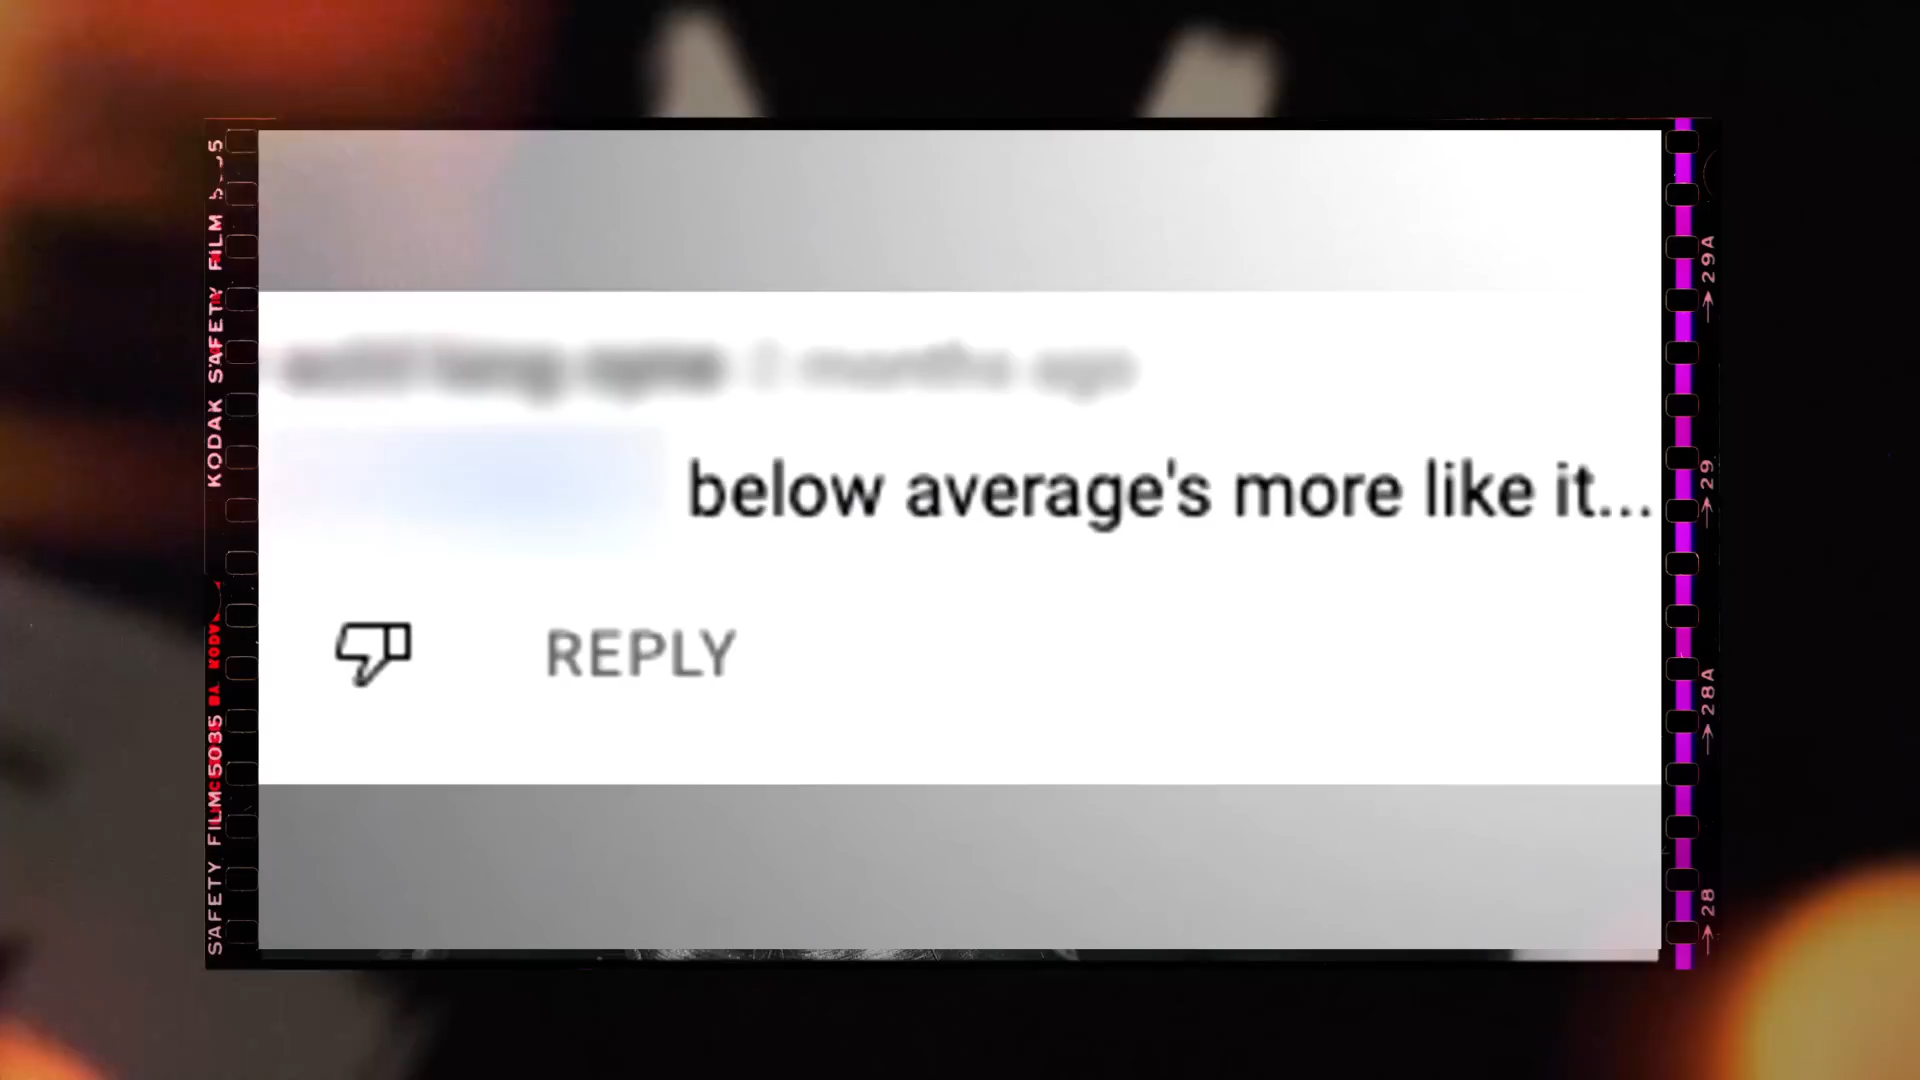 below average's more like it...
REPLY
KODAK SAFETY FILM
SAFETY FILM 5035
→ 29A
→ 29
→ 28A
→ 28